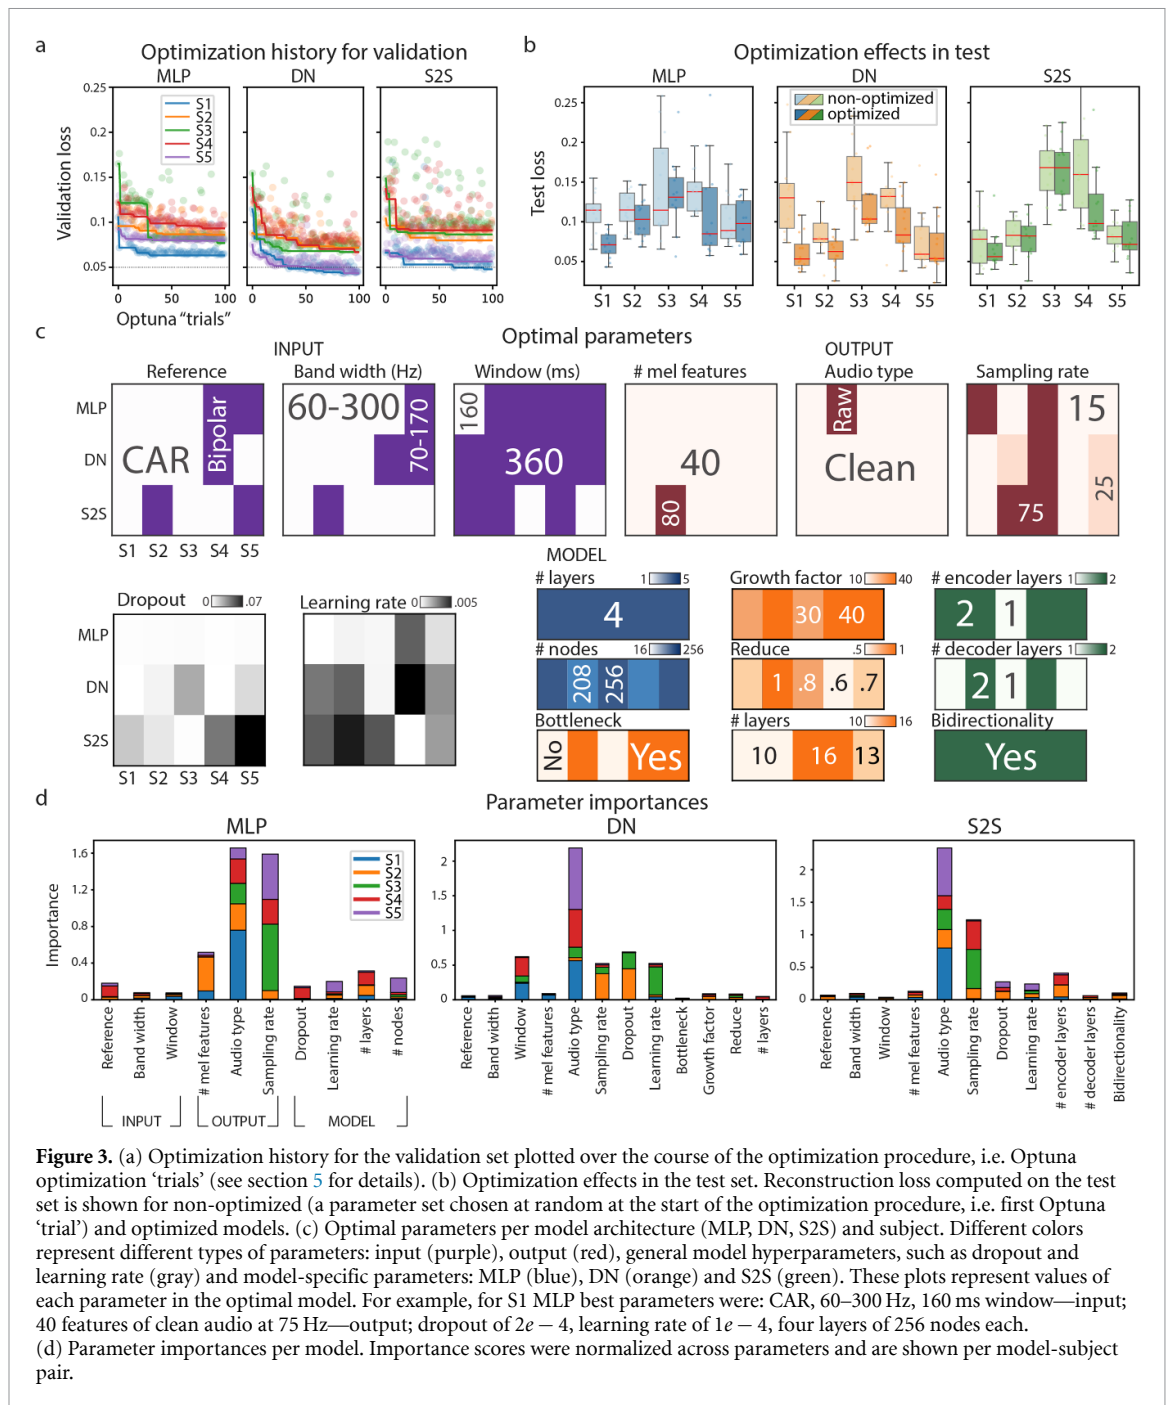 a
Optimization history for validation
MLP
DN
S2S
Validation loss
0.25
0.2
0.15
0.1
0.05
S1
S2
S3
S4
S5
0 50 100
0 50 100
0 50 100
Optuna "trials"
b
Optimization effects in test
MLP
DN
S2S
Test loss
0.25
0.2
0.15
0.1
0.05
non-optimized
optimized
S1 S2 S3 S4 S5
S1 S2 S3 S4 S5
S1 S2 S3 S4 S5
c
Optimal parameters
INPUT
OUTPUT
Reference
Band width (Hz)
Window (ms)
# mel features
Audio type
Sampling rate
MLP
DN
S2S
CAR
Bipolar
60-300
70-170
160
360
40
80
Raw
Clean
15
25
75
S1 S2 S3 S4 S5
MODEL
Dropout 0 .07
Learning rate 0 .005
MLP
DN
S2S
S1 S2 S3 S4 S5
# layers 1 5
4
# nodes 16 256
208 256
Bottleneck
No Yes
Growth factor 10 40
30 40
Reduce .5 1
1 .8 .6 .7
# layers 10 16
10 16 13
# encoder layers 1 2
2 1
# decoder layers 1 2
2 1
Bidirectionality
Yes
d
Parameter importances
MLP
DN
S2S
Importance
1.6
1.2
0.8
0.4
0
S1
S2
S3
S4
S5
Reference
Band width
Window
# mel features
Audio type
Sampling rate
Dropout
Learning rate
# layers
# nodes
INPUT
OUTPUT
MODEL
2
1.5
1
0.5
0
Reference
Band width
Window
# mel features
Audio type
Sampling rate
Dropout
Learning rate
Bottleneck
Growth factor
Reduce
# layers
2
1.5
1
0.5
0
Reference
Band width
Window
# mel features
Audio type
Sampling rate
Dropout
Learning rate
# encoder layers
# decoder layers
Bidirectionality
Figure 3. (a) Optimization history for the validation set plotted over the course of the optimization procedure, i.e. Optuna
optimization ‘trials’ (see section 5 for details). (b) Optimization effects in the test set. Reconstruction loss computed on the test
set is shown for non-optimized (a parameter set chosen at random at the start of the optimization procedure, i.e. first Optuna
‘trial’) and optimized models. (c) Optimal parameters per model architecture (MLP, DN, S2S) and subject. Different colors
represent different types of parameters: input (purple), output (red), general model hyperparameters, such as dropout and
learning rate (gray) and model-specific parameters: MLP (blue), DN (orange) and S2S (green). These plots represent values of
each parameter in the optimal model. For example, for S1 MLP best parameters were: CAR, 60–300 Hz, 160 ms window—input;
40 features of clean audio at 75 Hz—output; dropout of 2e − 4, learning rate of 1e − 4, four layers of 256 nodes each.
(d) Parameter importances per model. Importance scores were normalized across parameters and are shown per model-subject
pair.